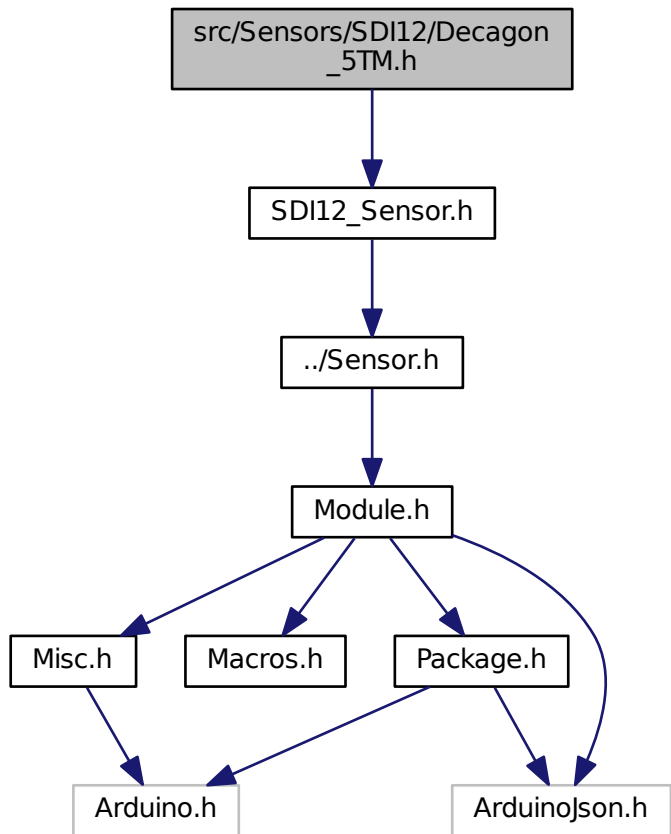 src/Sensors/SDI12/Decagon
_5TM.h
SDI12_Sensor.h
../Sensor.h
Module.h
Misc.h
Macros.h
Package.h
Arduino.h
ArduinoJson.h